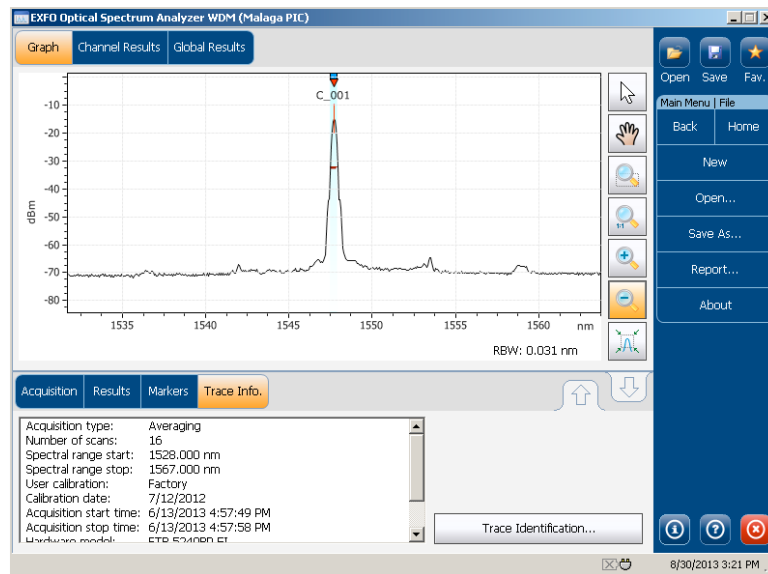 EXFO Optical Spectrum Analyzer WDM (Malaga PIC)
Graph Channel Results Global Results
Open Save Fav.
Main Menu | File
Back Home
New
Open...
Save As...
Report...
About
C_001
-10
-20
-30
-40
-50
-60
-70
-80
dBm
1535 1540 1545 1550 1555 1560 nm
RBW: 0.031 nm
1:1
Acquisition Results Markers Trace Info.
Acquisition type: Averaging
Number of scans: 16
Spectral range start: 1528.000 nm
Spectral range stop: 1567.000 nm
User calibration: Factory
Calibration date: 7/12/2012
Acquisition start time: 6/13/2013 4:57:49 PM
Acquisition stop time: 6/13/2013 4:57:58 PM
Hardware model:
Trace Identification...
8/30/2013 3:21 PM